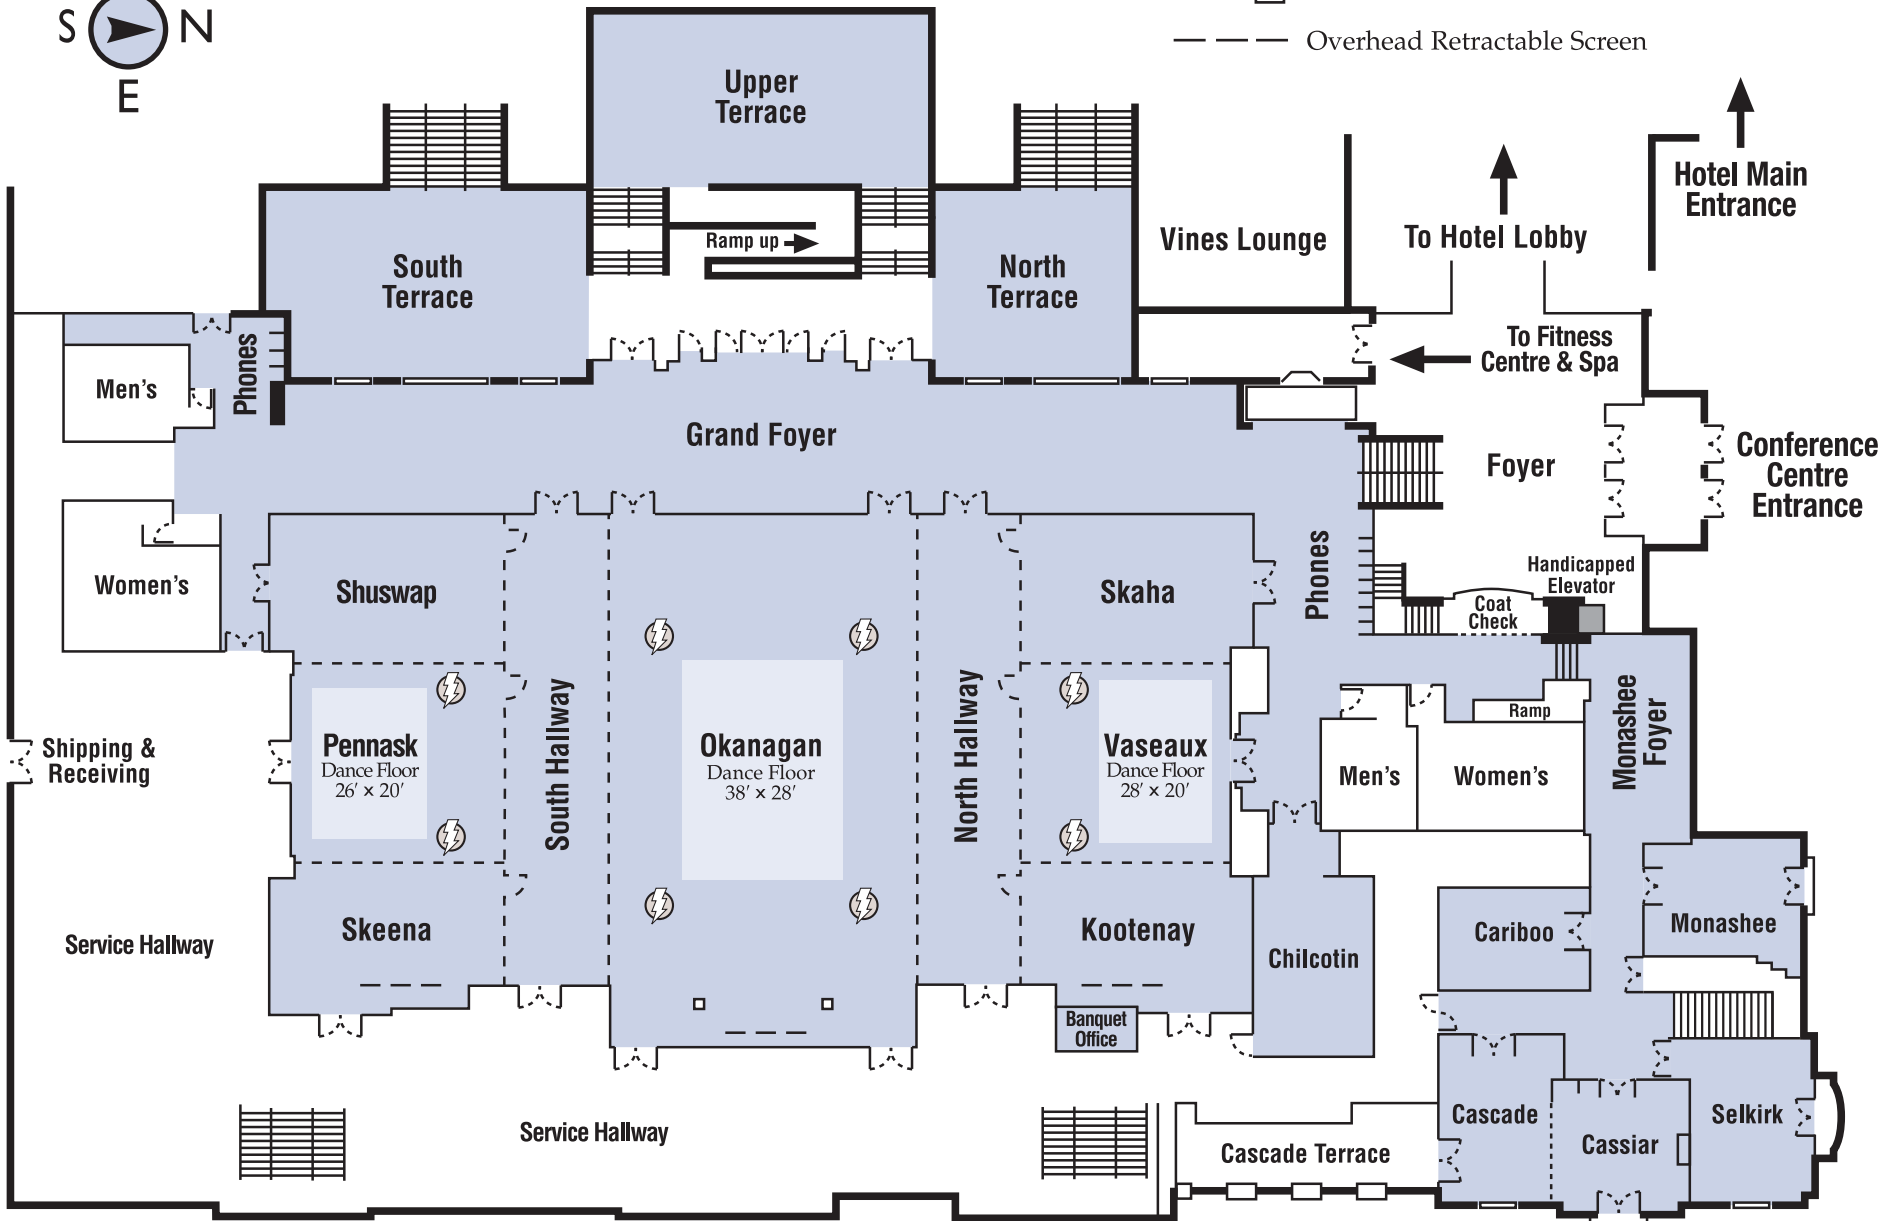 S N
E
Overhead Retractable Screen
Upper
Terrace
Hotel Main
Entrance
South
Terrace
Ramp up
North
Terrace
Vines Lounge
To Hotel Lobby
To Fitness
Centre & Spa
Men's
Phones
Grand Foyer
Foyer
Conference
Centre
Entrance
Women's
Shuswap
Skaha
Phones
Handicapped
Elevator
Coat
Check
Shipping &
Receiving
Pennask
Dance Floor
26' x 20'
South Hallway
Okanagan
Dance Floor
38' x 28'
North Hallway
Vaseaux
Dance Floor
28' x 20'
Men's
Women's
Ramp
Monashee
Foyer
Service Hallway
Skeena
Kootenay
Chilcotin
Cariboo
Monashee
Banquet
Office
Service Hallway
Cascade Terrace
Cascade
Cassiar
Selkirk